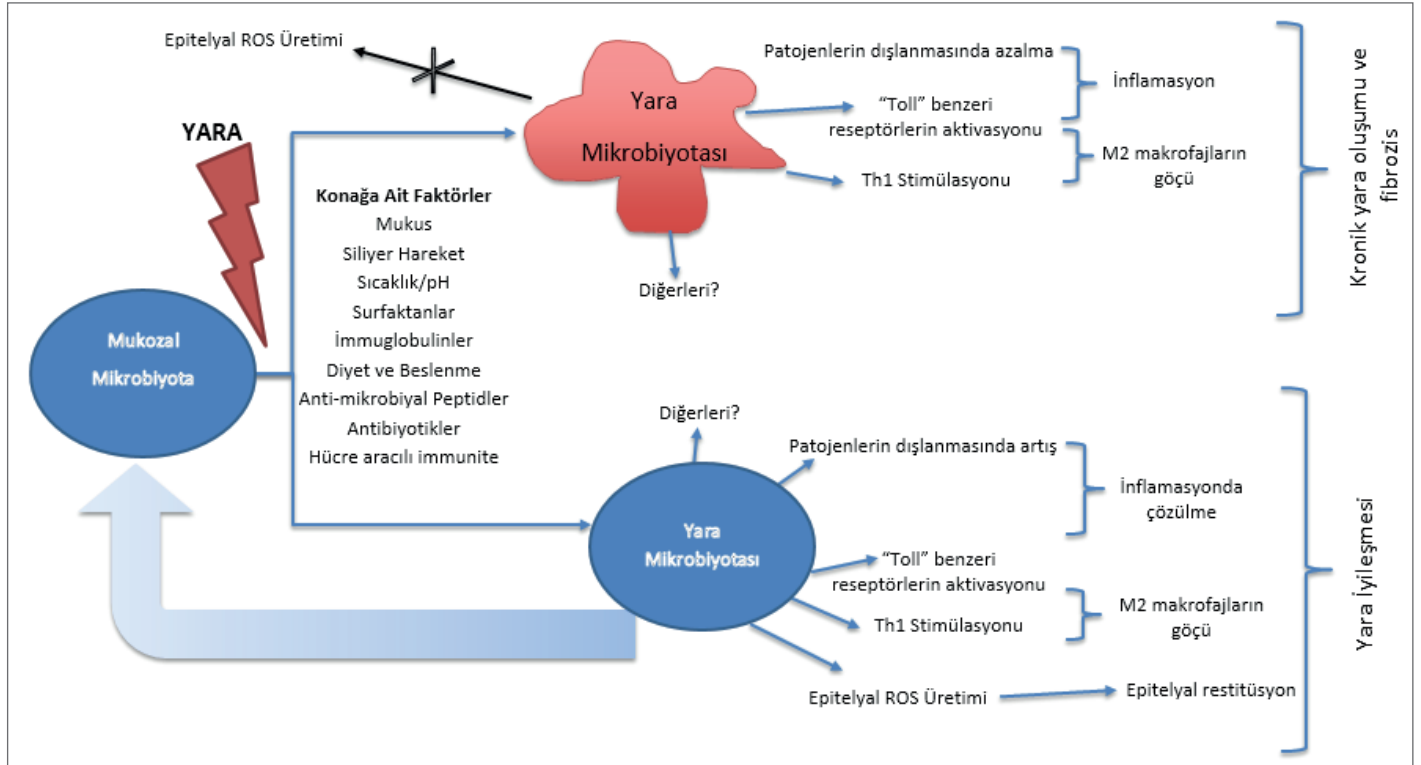 Epitelyal ROS Üretimi
YARA
Yara
Mikrobiyotası
Patojenlerin dışlanmasında azalma
"Toll" benzeri
reseptörlerin aktivasyonu
Th1 Stimülasyonu
Diğerleri?
İnflamasyon
M2 makrofajların
göçü
Kronik yara oluşumu ve
fibrozis
Konağa Ait Faktörler
Mukus
Siliyer Hareket
Sıcaklık/pH
Surfaktanlar
İmmuglobulinler
Diyet ve Beslenme
Anti-mikrobiyal Peptidler
Antibiyotikler
Hücre aracılı immunite
Mukozal
Mikrobiyota
Diğerleri?
Yara
Mikrobiyotası
Patojenlerin dışlanmasında artış
"Toll" benzeri
reseptörlerin aktivasyonu
Th1 Stimülasyonu
Epitelyal ROS Üretimi
İnflamasyonda
çözülme
M2 makrofajların
göçü
Epitelyal restitüsyon
Yara İyileşmesi